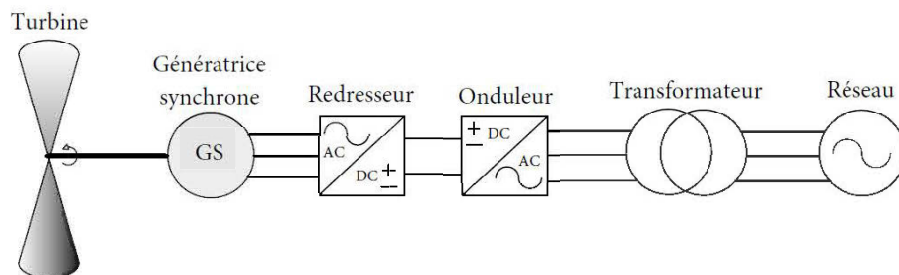 Turbine
Génératrice
synchrone
Redresseur
Onduleur
Transformateur
Réseau
GS
AC
DC
DC
AC